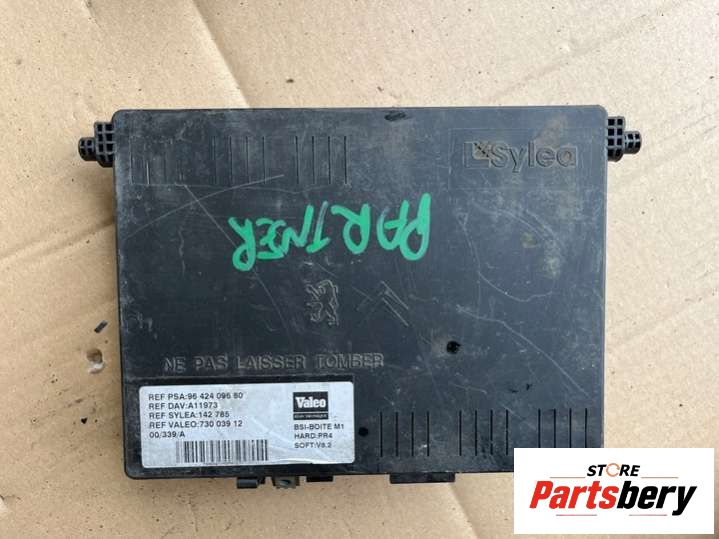 Sylea
PARTNER
NE PAS LAISSER TOMBER
REF PSA:96 424 096 80
REF DAV:A11973
REF SYLEA:142 785
REF VALEO:730 039 12
00/339/A
Valeo
BSI-BOITE M1
HARD:PR4
SOFT:V8.2
STORE
Partsbery